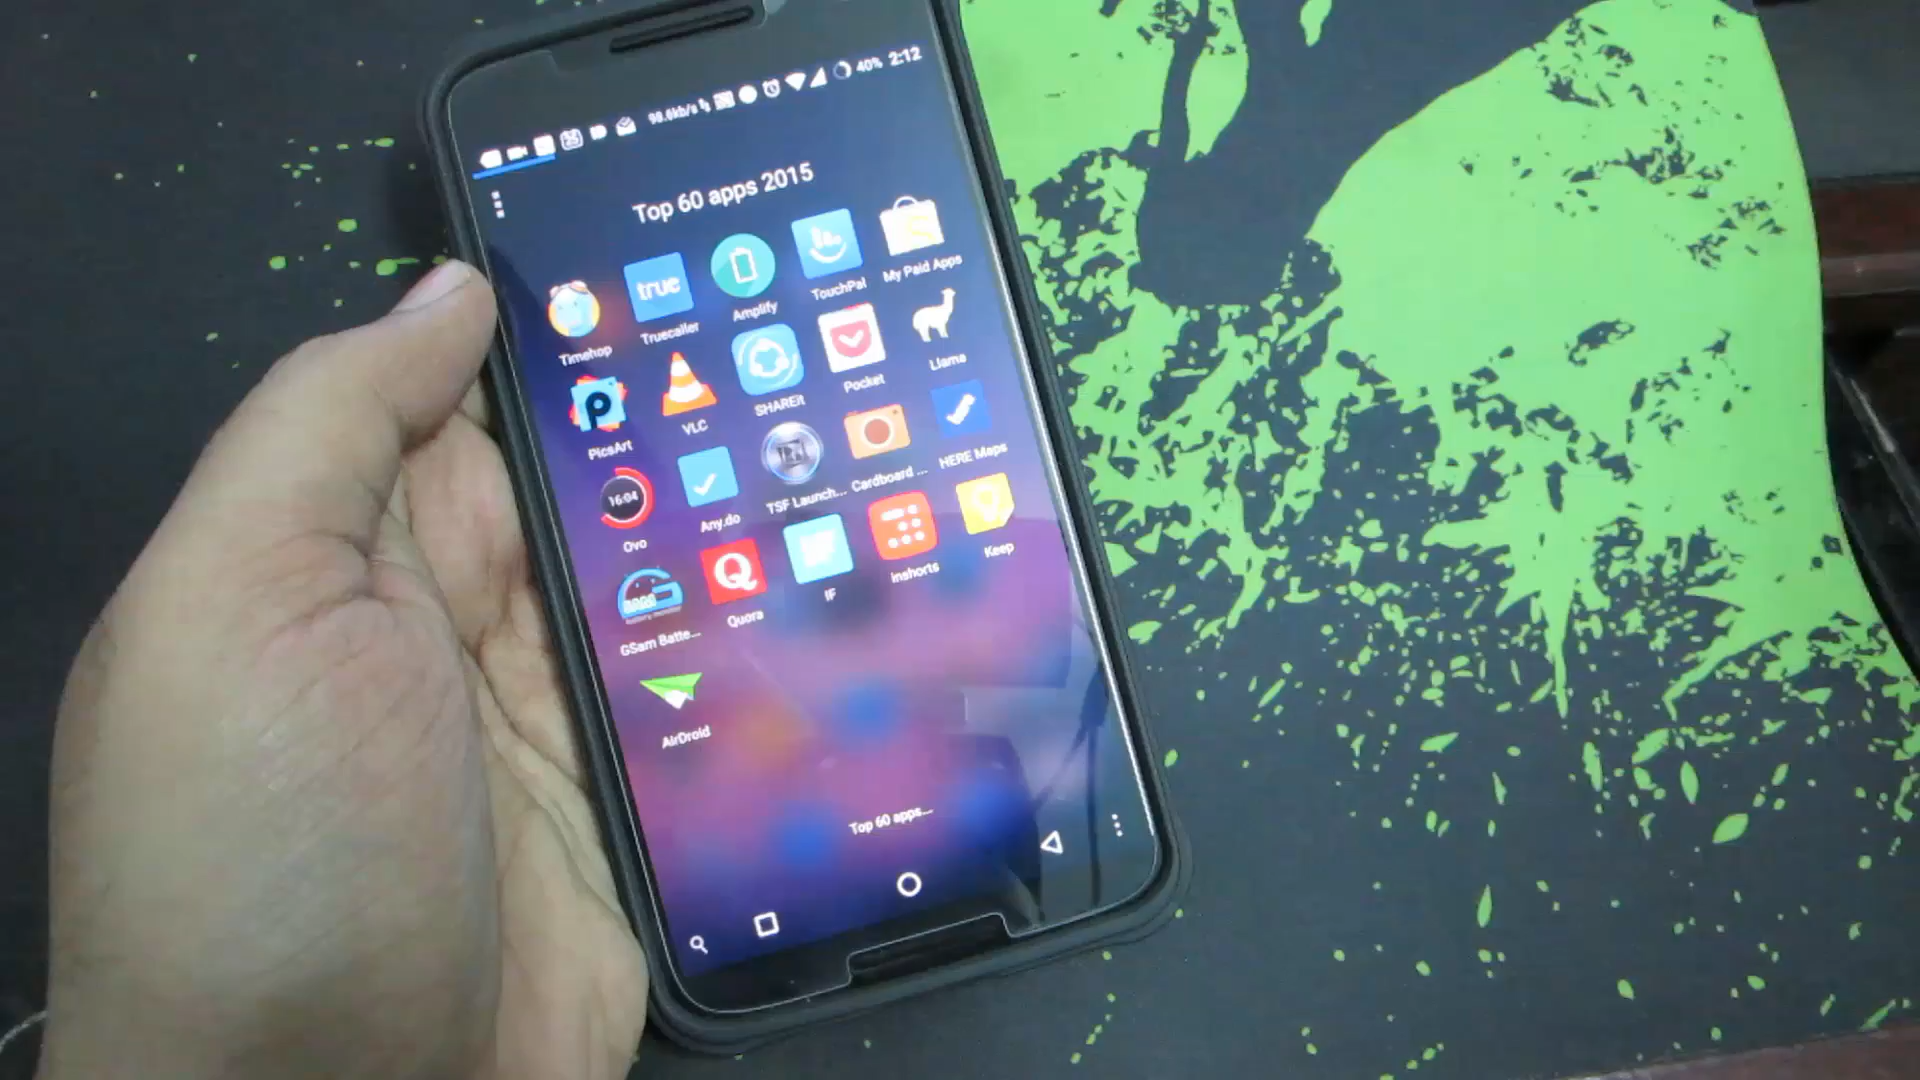 98.6kb/s 40% 2:12
Top 60 apps 2015
Timehop Truecaller Amplify TouchPal My Paid Apps
true
PicsArt VLC SHAREit Pocket Llama
16:04
Ovo Any.do TSF Launch... Cardboard ... HERE Maps
GSam Batte... Quora IF inshorts Keep
AirDroid
Top 60 apps...